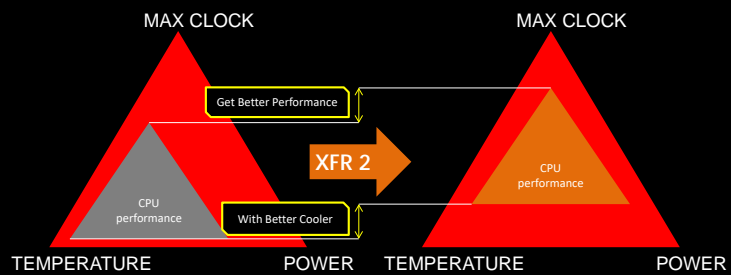 MAX CLOCK
MAX CLOCK
Get Better Performance
XFR 2
CPU
performance
CPU
performance
With Better Cooler
TEMPERATURE
POWER
TEMPERATURE
POWER